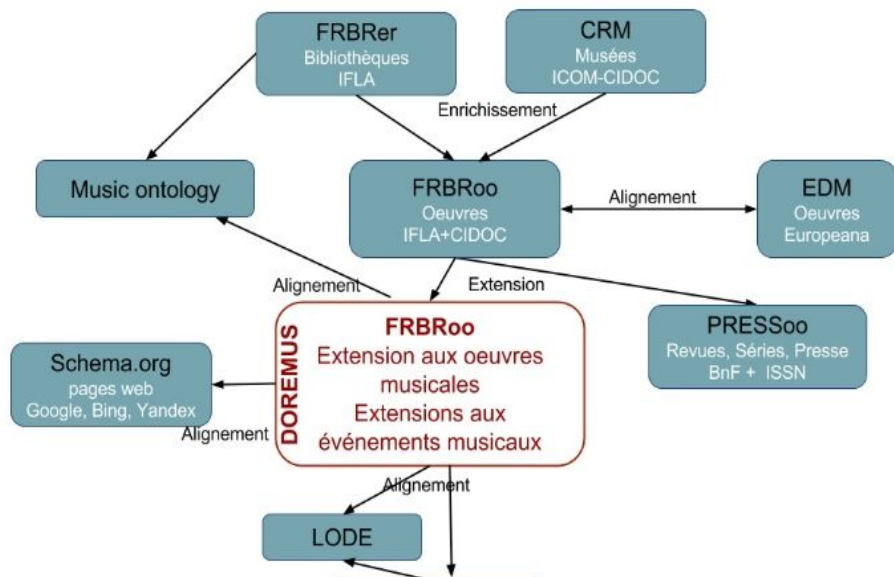 FRBRer
Bibliothèques
IFLA
CRM
Musées
ICOM-CIDOC
Enrichissement
Music ontology
FRBRoo
Oeuvres
IFLA+CIDOC
Alignement
EDM
Oeuvres
Europeana
Alignement
Extension
DOREMUS
FRBRoo
Extension aux oeuvres
musicales
Extensions aux
événements musicaux
PRESSoo
Revues, Séries, Presse
BnF + ISSN
Schema.org
pages web
Google, Bing, Yandex
Alignement
Alignement
LODE